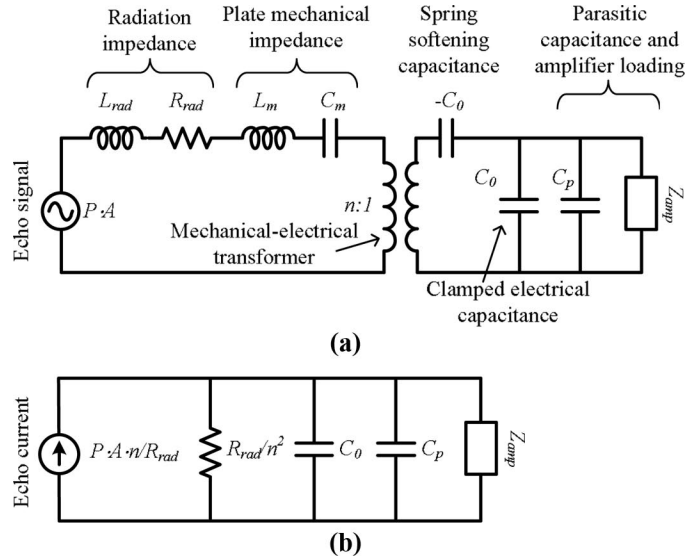 Radiation
impedance
Plate mechanical
impedance
Spring
softening
capacitance
Parasitic
capacitance and
amplifier loading
L_rad
R_rad
L_m
C_m
-C_0
Echo signal
P·A
n:1
C_0
C_p
Z_amp
Mechanical-electrical
transformer
Clamped electrical
capacitance
(a)
Echo current
P·A·n/R_rad
R_rad/n²
C_0
C_p
Z_amp
(b)